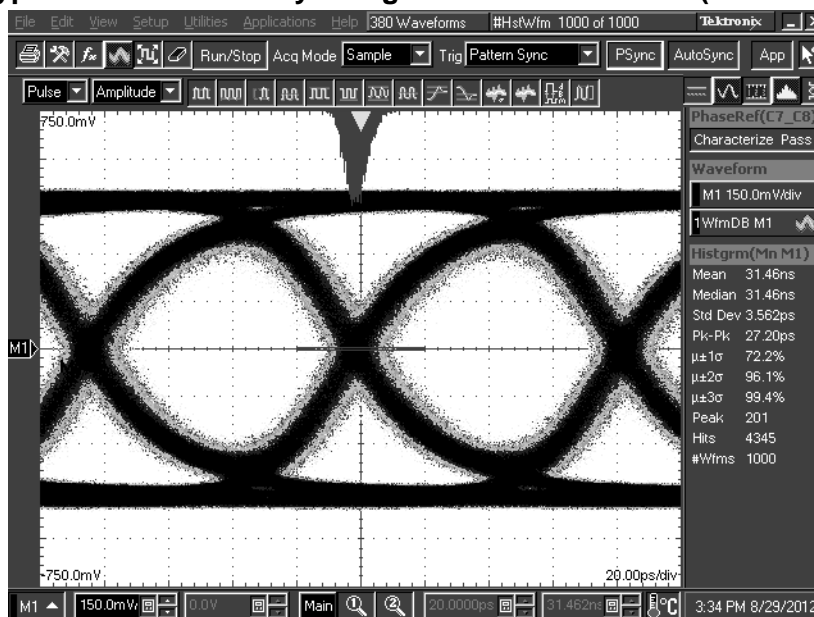 File Edit View Setup Utilities Applications Help 380 Waveforms #HstWfm 1000 of 1000 Tektronix
Run/Stop Acq Mode Sample Trig Pattern Sync PSync AutoSync App
Pulse Amplitude
750.0mV
PhaseRef(C7_C8)
Characterize Pass
Waveform
M1 150.0mV/div
1 WfmDB M1
Histgrm(Mn M1)
Mean 31.46ns
Median 31.46ns
Std Dev 3.562ps
Pk-Pk 27.20ps
μ±1σ 72.2%
μ±2σ 96.1%
μ±3σ 99.4%
Peak 201
Hits 4345
#Wfms 1000
M1
-750.0mV
20.00ps/div
M1 150.0mV/ 0.0V Main 1 2 20.0000ps 31.462ns °C 3:34 PM 8/29/2012